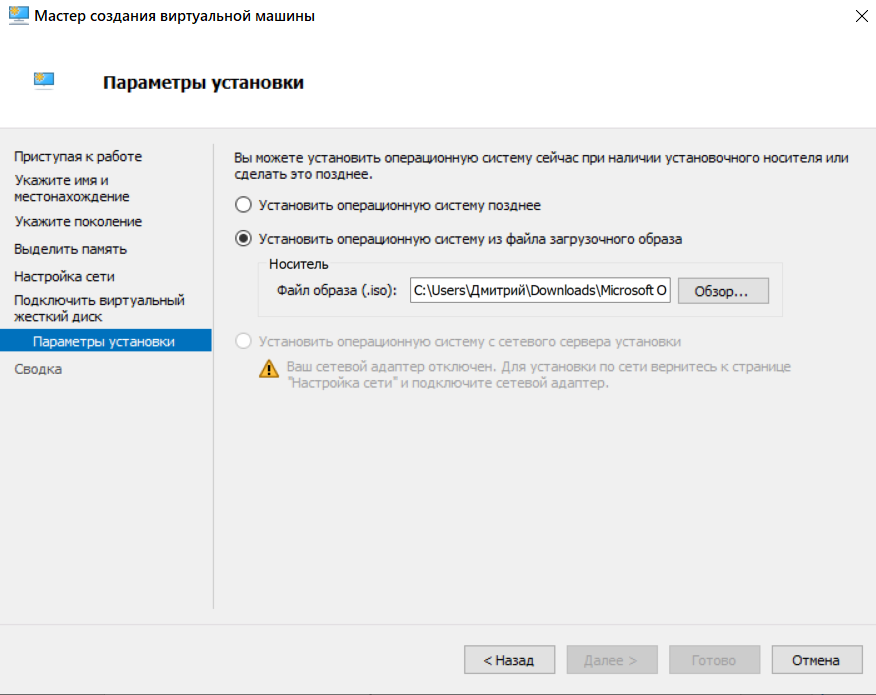 Мастер создания виртуальной машины
Параметры установки
Приступая к работе
Укажите имя и
местонахождение
Укажите поколение
Выделить память
Настройка сети
Подключить виртуальный
жесткий диск
Параметры установки
Сводка
Вы можете установить операционную систему сейчас при наличии установочного носителя или
сделать это позднее.
Установить операционную систему позднее
Установить операционную систему из файла загрузочного образа
Носитель
Файл образа (.iso): C:\Users\Дмитрий\Downloads\Microsoft O Обзор...
Установить операционную систему с сетевого сервера установки
Ваш сетевой адаптер отключен. Для установки по сети вернитесь к странице
"Настройка сети" и подключите сетевой адаптер.
< Назад Далее > Готово Отмена